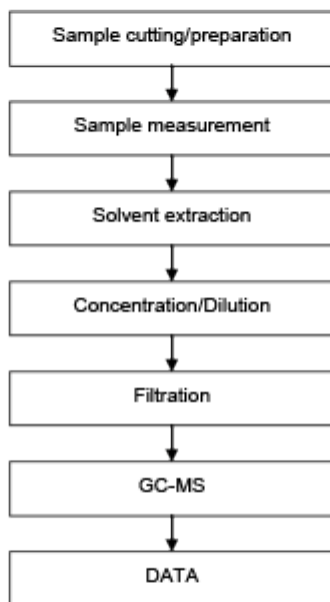 Sample cutting/preparation
Sample measurement
Solvent extraction
Concentration/Dilution
Filtration
GC-MS
DATA